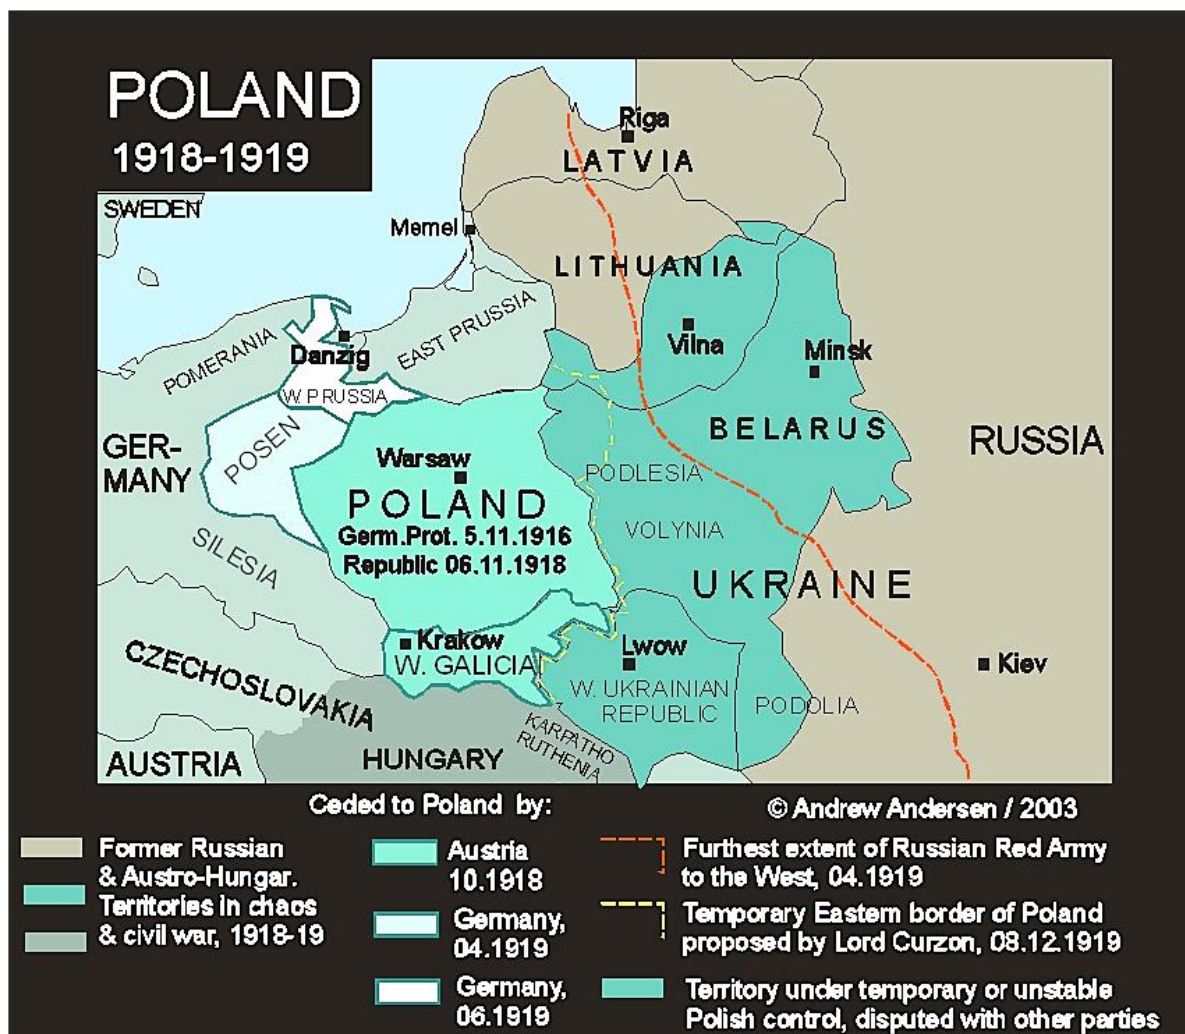 POLAND
1918-1919
SWEDEN
Riga
LATVIA
Memel
LITHUANIA
EAST PRUSSIA
POMERANIA
Danzig
Vilna
Minsk
W. PRUSSIA
GER-
MANY
POSEN
BELARUS
RUSSIA
Warsaw
PODLESIA
POLAND
Germ.Prot. 5.11.1916
Republic 06.11.1918
VOLYNIA
SILESIA
UKRAINE
Krakow
W. GALICIA
Lwow
Kiev
W. UKRAINIAN
REPUBLIC
PODOLIA
CZECHOSLOVAKIA
KARPATHO
RUTHENIA
AUSTRIA
HUNGARY
Ceded to Poland by:
© Andrew Andersen / 2003
Former Russian
& Austro-Hungar.
Territories in chaos
& civil war, 1918-19
Austria
10.1918
Germany,
04.1919
Germany,
06.1919
Furthest extent of Russian Red Army
to the West, 04.1919
Temporary Eastern border of Poland
proposed by Lord Curzon, 08.12.1919
Territory under temporary or unstable
Polish control, disputed with other parties